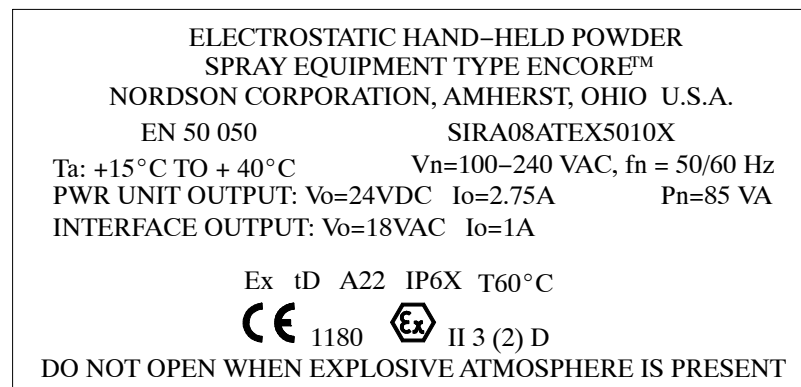 ELECTROSTATIC HAND–HELD POWDER
SPRAY EQUIPMENT TYPE ENCORE™
NORDSON CORPORATION, AMHERST, OHIO U.S.A.
EN 50 050 SIRA08ATEX5010X
Ta: +15°C TO + 40°C Vn=100–240 VAC, fn = 50/60 Hz
PWR UNIT OUTPUT: Vo=24VDC Io=2.75A Pn=85 VA
INTERFACE OUTPUT: Vo=18VAC Io=1A
Ex tD A22 IP6X T60°C
CE 1180 Ex II 3 (2) D
DO NOT OPEN WHEN EXPLOSIVE ATMOSPHERE IS PRESENT